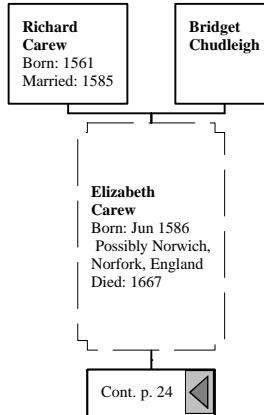 Richard
Carew
Born: 1561
Married: 1585
Bridget
Chudleigh
Elizabeth
Carew
Born: Jun 1586
Possibly Norwich,
Norfork, England
Died: 1667
Cont. p. 24